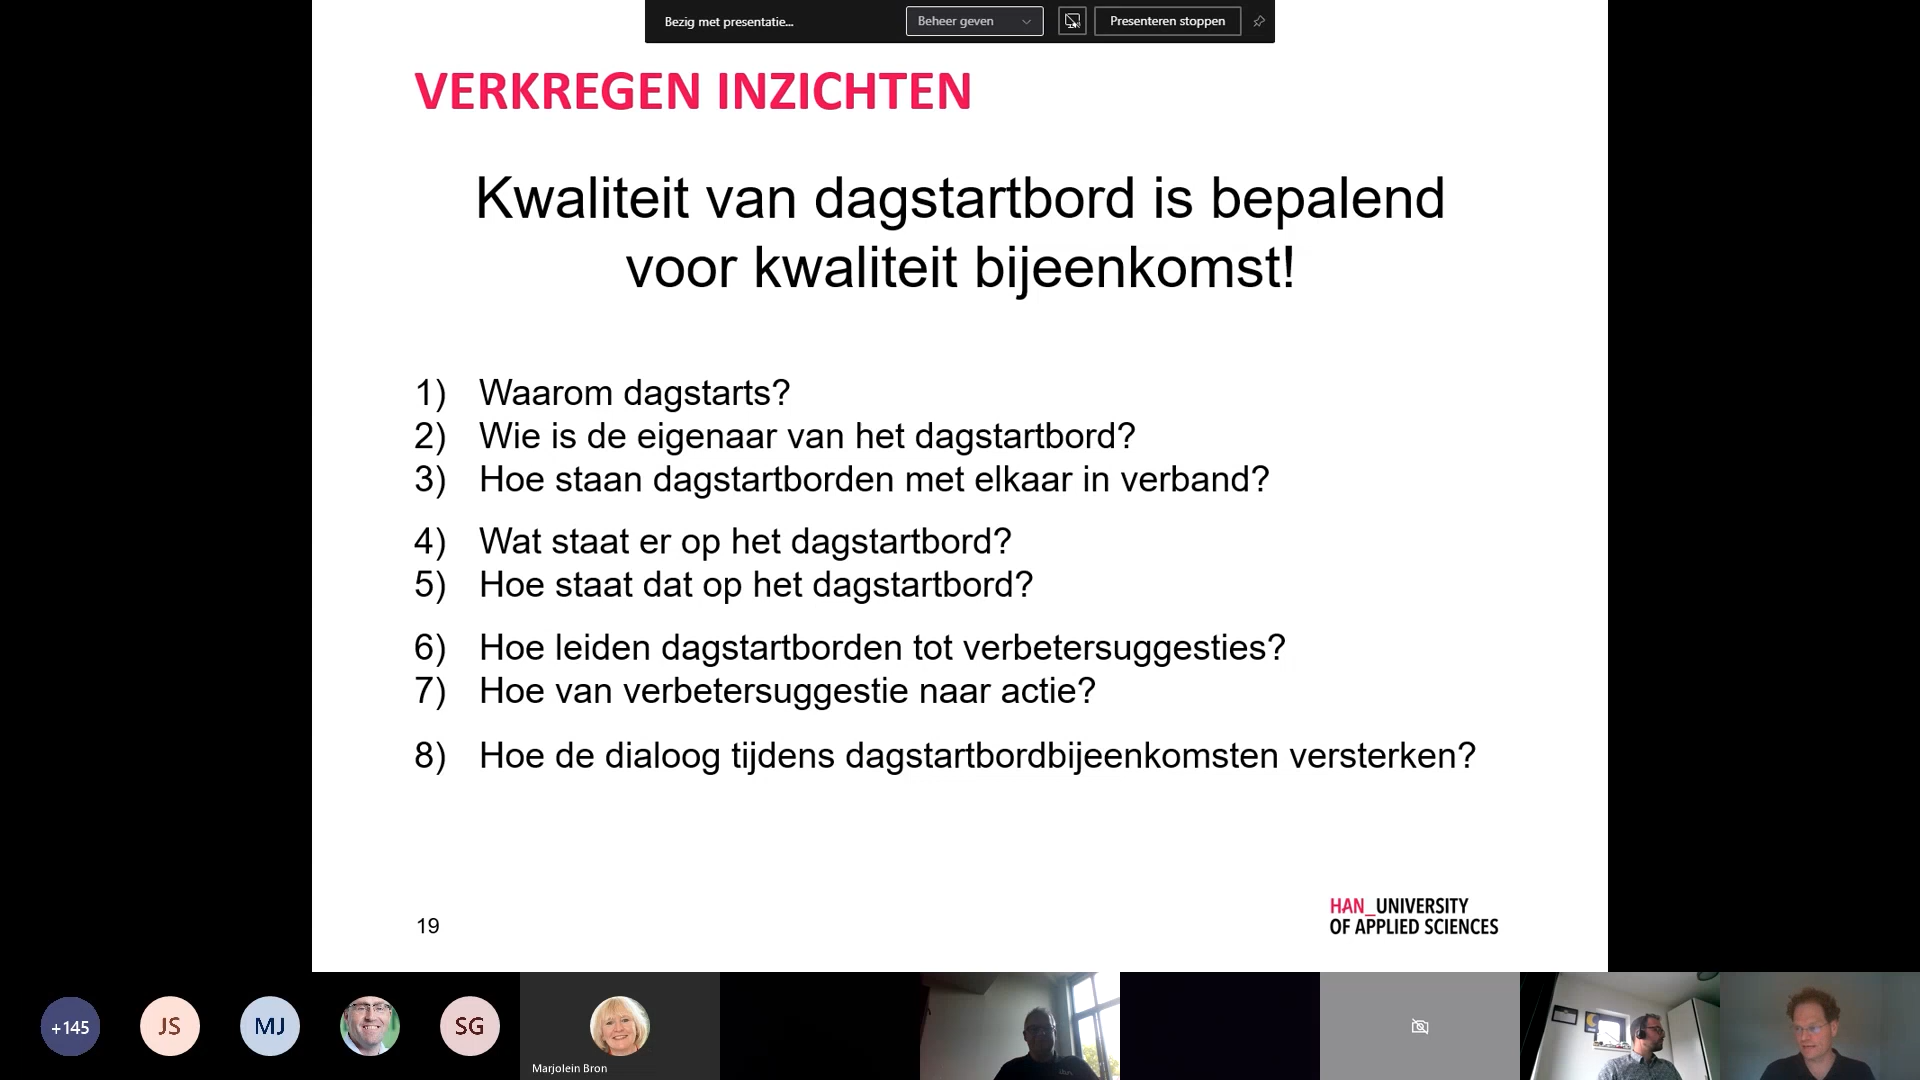 Bezig met presentatie...
Beheer geven
Presenteren stoppen
VERKREGEN INZICHTEN
Kwaliteit van dagstartbord is bepalend
voor kwaliteit bijeenkomst!
1) Waarom dagstarts?
2) Wie is de eigenaar van het dagstartbord?
3) Hoe staan dagstartborden met elkaar in verband?
4) Wat staat er op het dagstartbord?
5) Hoe staat dat op het dagstartbord?
6) Hoe leiden dagstartborden tot verbetersuggesties?
7) Hoe van verbetersuggestie naar actie?
8) Hoe de dialoog tijdens dagstartbordbijeenkomsten versterken?
19
HAN_UNIVERSITY
OF APPLIED SCIENCES
+145
JS
MJ
SG
Marjolein Bron